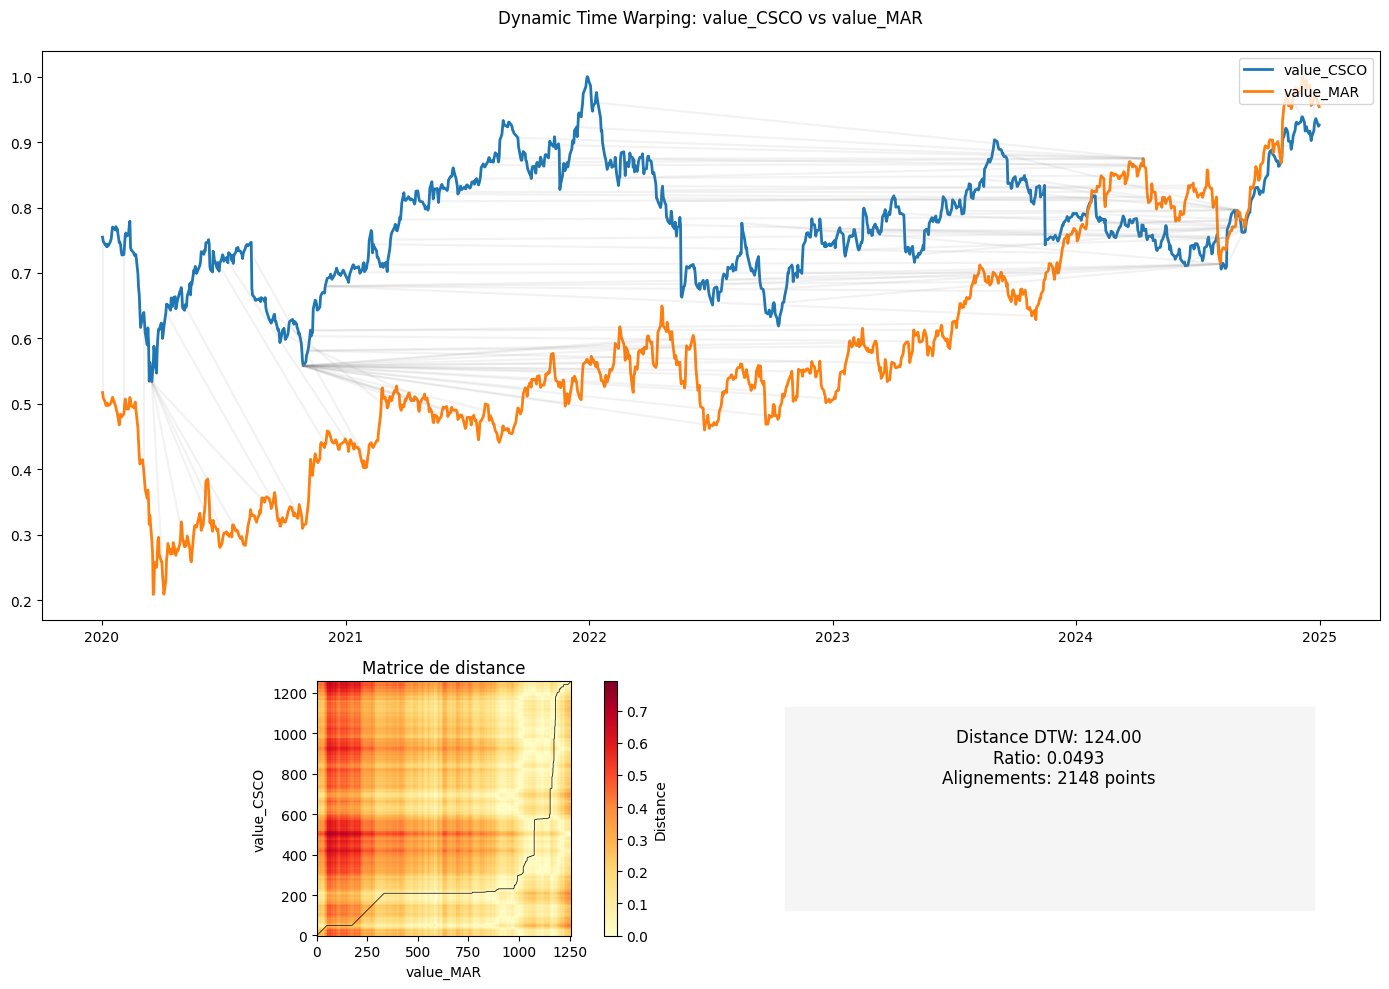 Dynamic Time Warping: value_CSCO vs value_MAR
value_CSCO
value_MAR
1.0
0.9
0.8
0.7
0.6
0.5
0.4
0.3
0.2
2020 2021 2022 2023 2024 2025
Matrice de distance
value_CSCO
1200
1000
800
600
400
200
0
0 250 500 750 1000 1250
value_MAR
0.7
0.6
0.5
0.4
0.3
0.2
0.1
0.0
Distance
Distance DTW: 124.00
Ratio: 0.0493
Alignements: 2148 points